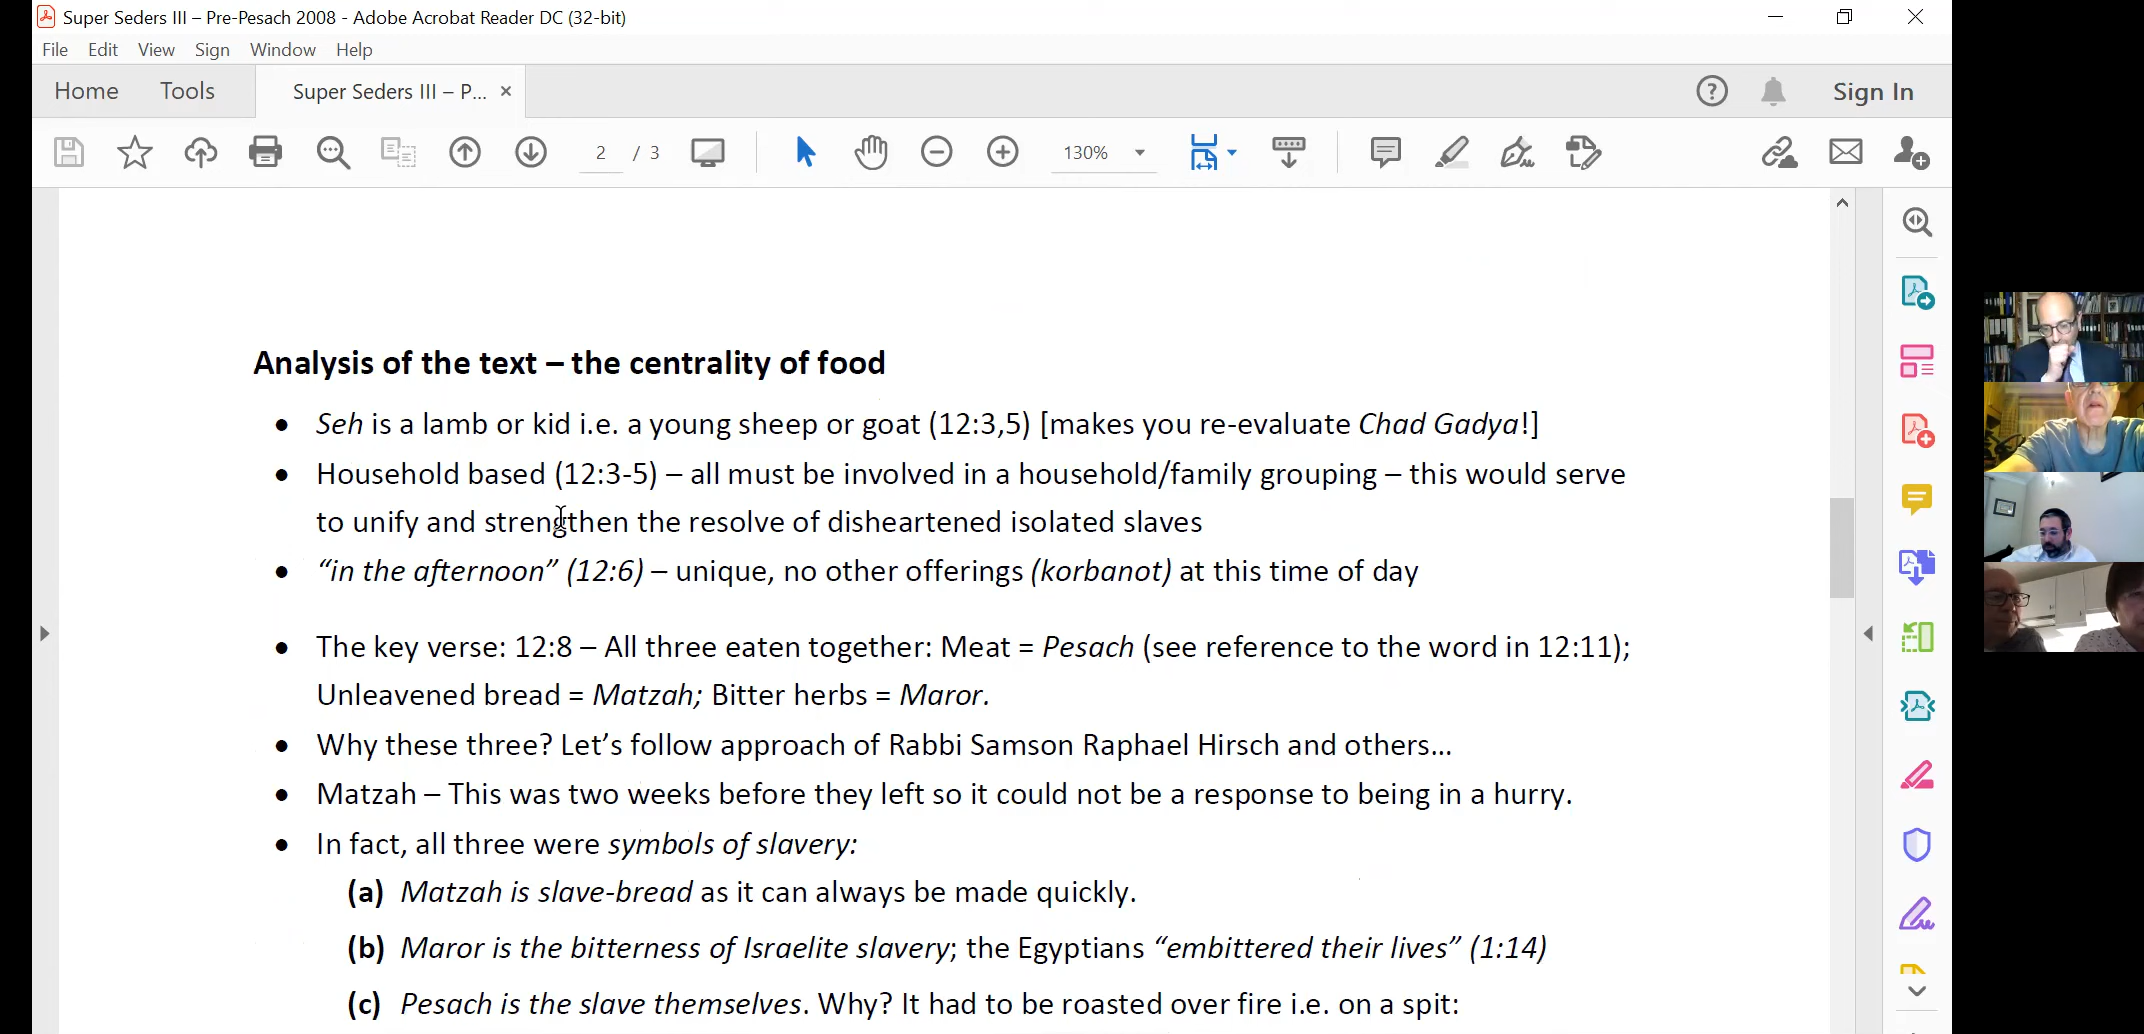 Super Seders III – Pre-Pesach 2008 - Adobe Acrobat Reader DC (32-bit)
File Edit View Sign Window Help
Home Tools Super Seders III – P... × Sign In
2 / 3 130%
Analysis of the text – the centrality of food
• Seh is a lamb or kid i.e. a young sheep or goat (12:3,5) [makes you re-evaluate Chad Gadya!]
• Household based (12:3-5) – all must be involved in a household/family grouping – this would serve
to unify and strengthen the resolve of disheartened isolated slaves
• “in the afternoon” (12:6) – unique, no other offerings (korbanot) at this time of day
• The key verse: 12:8 – All three eaten together: Meat = Pesach (see reference to the word in 12:11);
Unleavened bread = Matzah; Bitter herbs = Maror.
• Why these three? Let’s follow approach of Rabbi Samson Raphael Hirsch and others…
• Matzah – This was two weeks before they left so it could not be a response to being in a hurry.
• In fact, all three were symbols of slavery:
(a) Matzah is slave-bread as it can always be made quickly.
(b) Maror is the bitterness of Israelite slavery; the Egyptians “embittered their lives” (1:14)
(c) Pesach is the slave themselves. Why? It had to be roasted over fire i.e. on a spit: